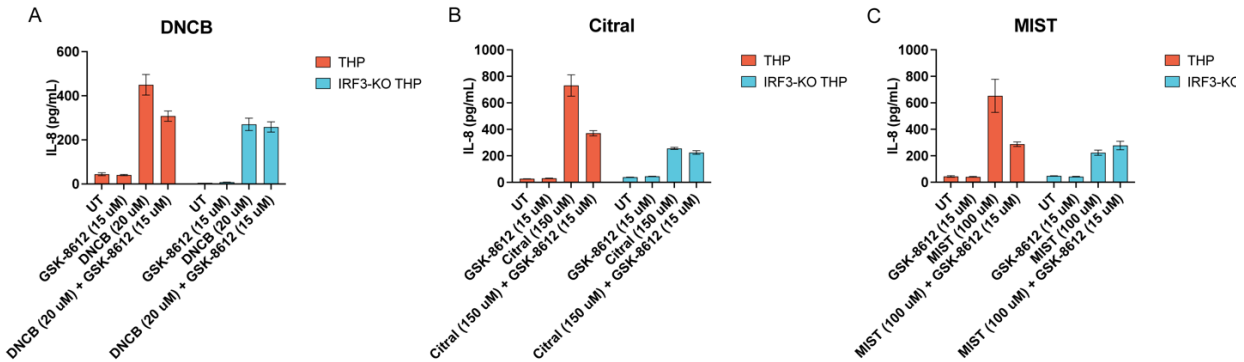 A
DNCB
IL-8 (pg/mL)
600
400
200
0
UT
GSK-8612 (15 uM)
DNCB (20 uM)
DNCB (20 uM) + GSK-8612 (15 uM)
UT
GSK-8612 (15 uM)
DNCB (20 uM)
DNCB (20 uM) + GSK-8612 (15 uM)
THP
IRF3-KO THP
B
Citral
IL-8 (pg/mL)
1000
800
600
400
200
0
UT
GSK-8612 (15 uM)
Citral (150 uM)
Citral (150 uM) + GSK-8612 (15 uM)
UT
GSK-8612 (15 uM)
Citral (150 uM)
Citral (150 uM) + GSK-8612 (15 uM)
THP
IRF3-KO THP
C
MIST
IL-8 (pg/mL)
1000
800
600
400
200
0
UT
GSK-8612 (15 uM)
MIST (100 uM)
MIST (100 uM) + GSK-8612 (15 uM)
UT
GSK-8612 (15 uM)
MIST (100 uM)
MIST (100 uM) + GSK-8612 (15 uM)
THP
IRF3-KO